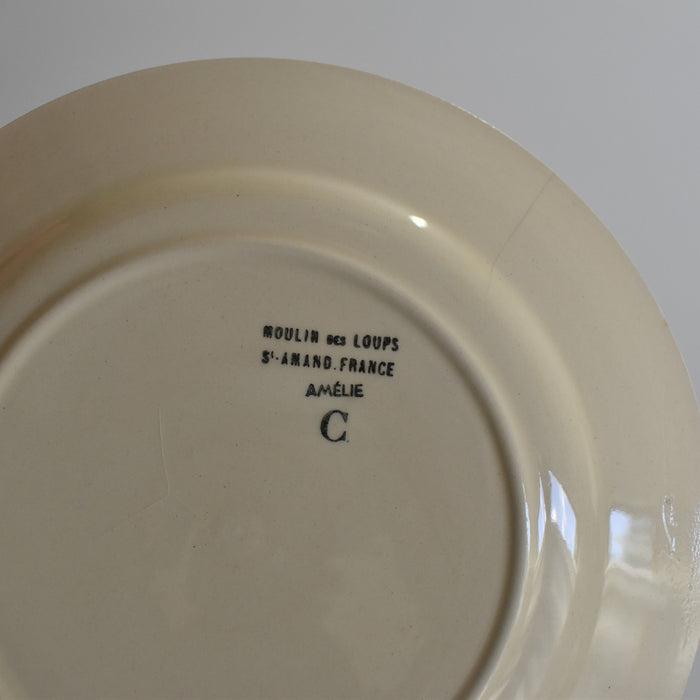 MOULIN DES LOUPS
St-AMAND.FRANCE
AMÉLIE
C